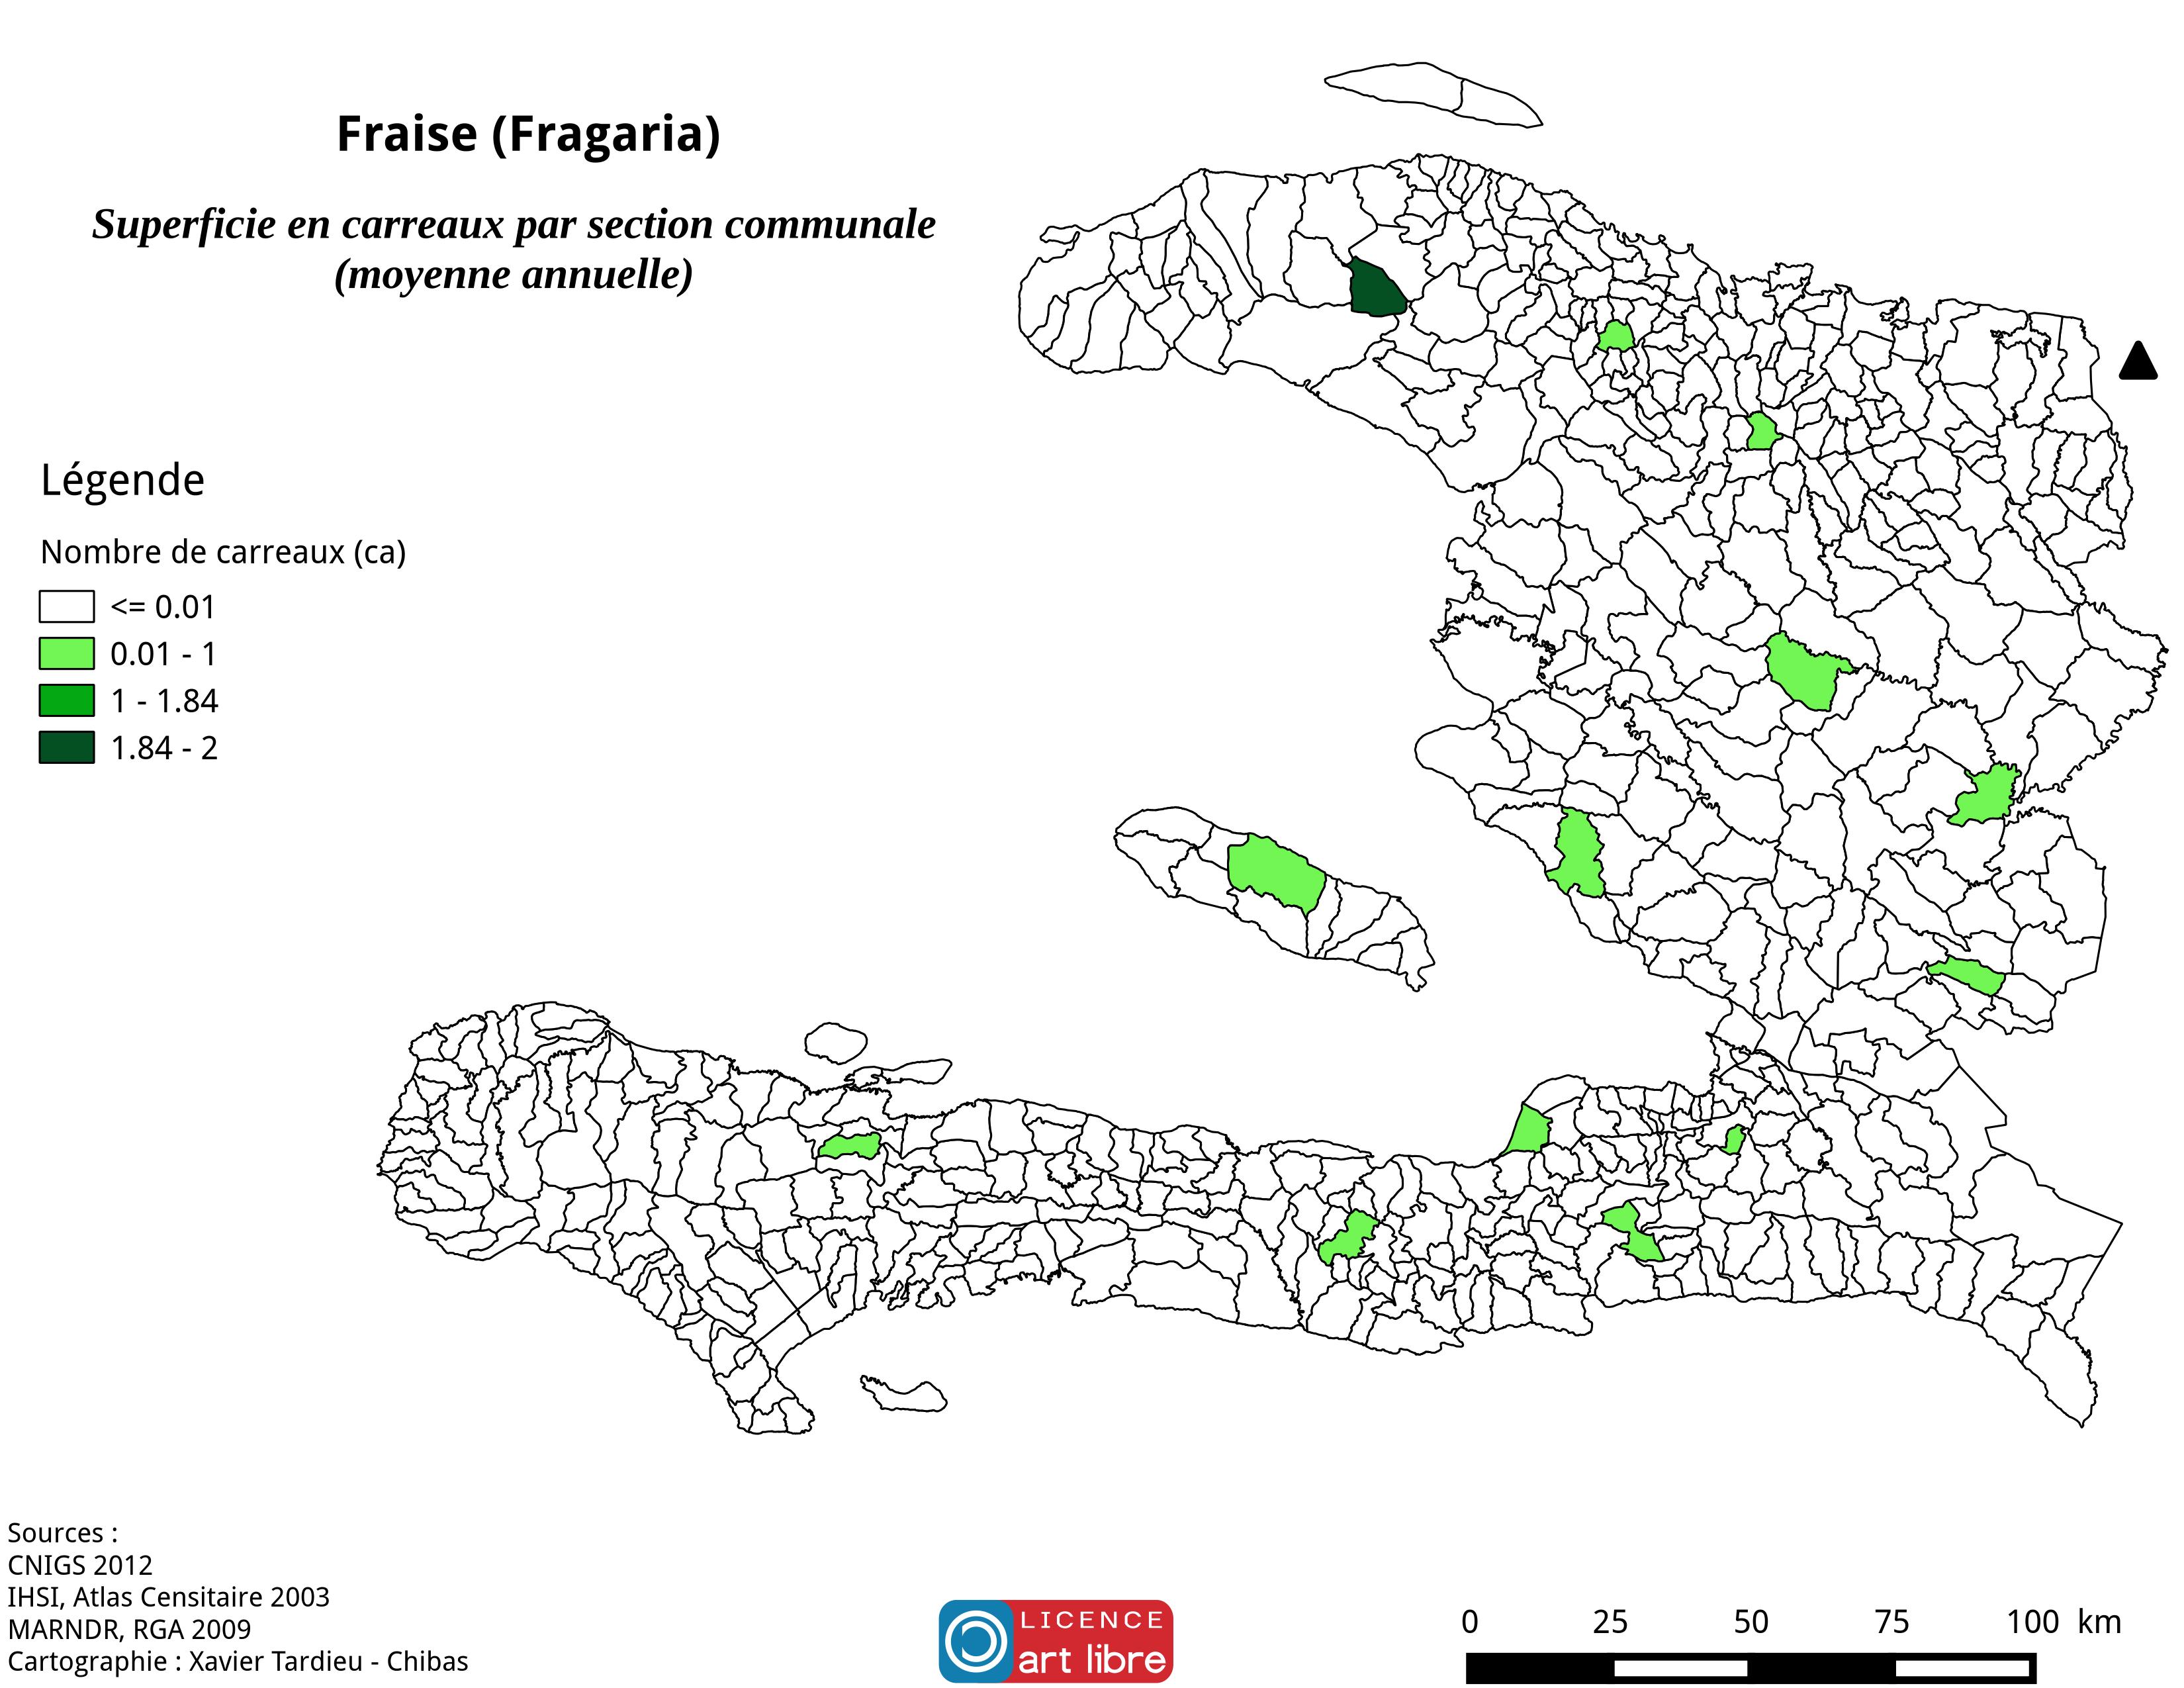 Fraise (Fragaria)
Superficie en carreaux par section communale
(moyenne annuelle)
Légende
Nombre de carreaux (ca)
<= 0.01
0.01 - 1
1 - 1.84
1.84 - 2
Sources :
CNIGS 2012
IHSI, Atlas Censitaire 2003
MARNDR, RGA 2009
Cartographie : Xavier Tardieu - Chibas
LICENCE
art libre
0 25 50 75 100 km